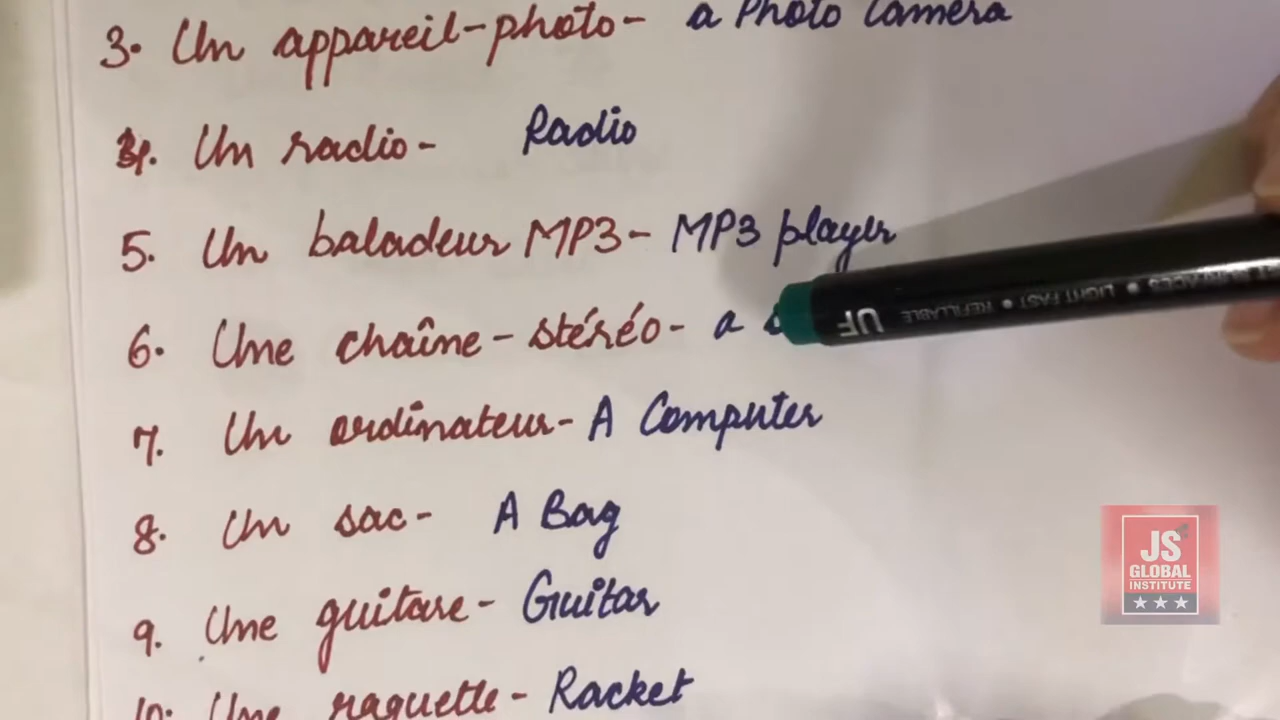 3. Un appareil-photo- a Photo Camera
4. Un radio- Radio
5. Un baladeur MP3- MP3 player
6. Une chaîne-stéréo- a
7. Un ordinateur- A Computer
8. Un sac- A Bag
9. Une guitare- Guitar
10. Une raquette- Racket
UF
REFILLABLE • LIGHT FAST •
JS
GLOBAL
INSTITUTE